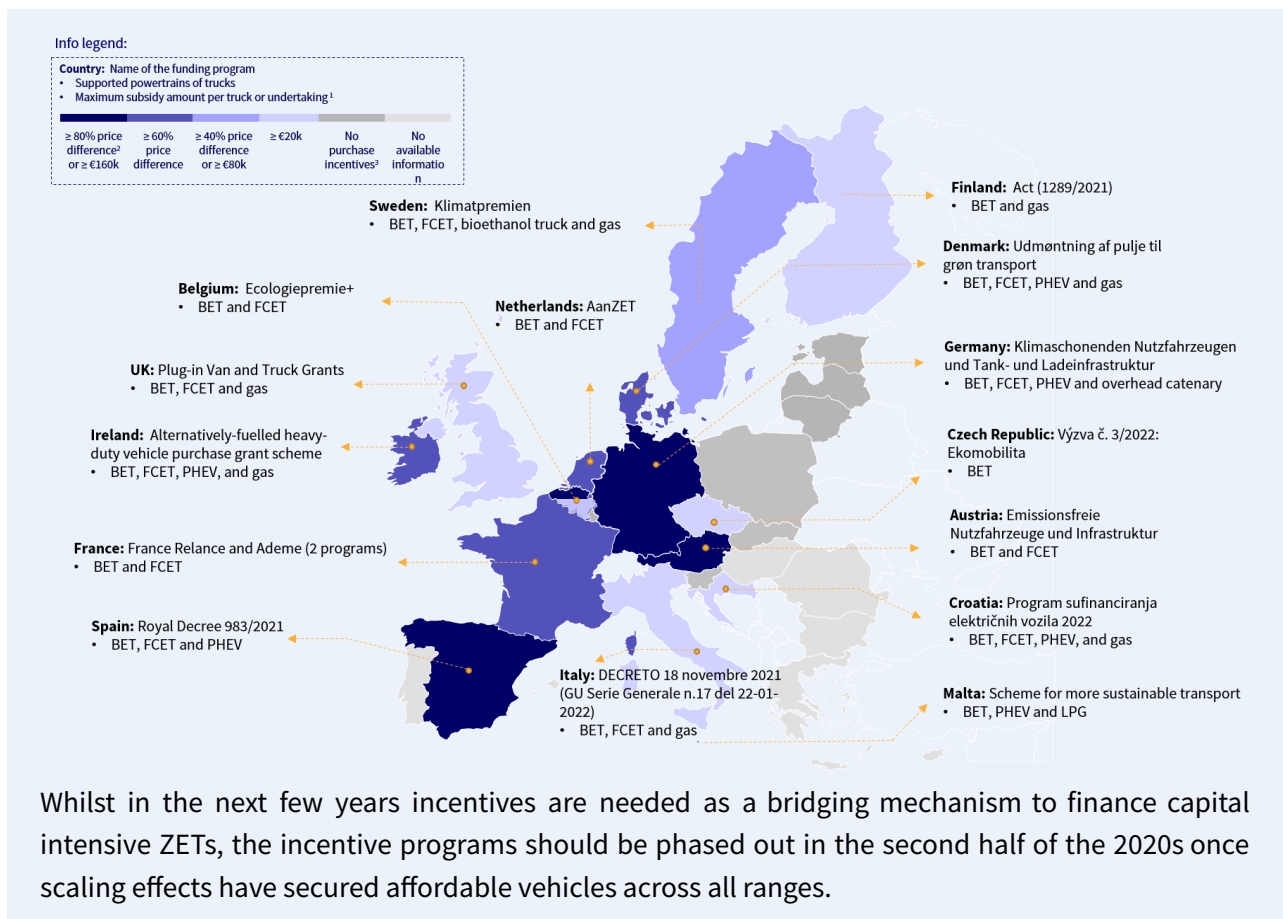 Info legend:
Country: Name of the funding program
• Supported powertrains of trucks
• Maximum subsidy amount per truck or undertaking ¹
≥ 80% price
difference²
or ≥ €160k
≥ 60%
price
difference
≥ 40% price
difference
or ≥ €80k
≥ €20k
No
purchase
incentives³
No
available
informatio
n
Sweden: Klimatpremien
• BET, FCET, bioethanol truck and gas
Belgium: Ecologiepremie+
• BET and FCET
Netherlands: AanZET
• BET and FCET
UK: Plug-in Van and Truck Grants
• BET, FCET and gas
Ireland: Alternatively-fuelled heavy-
duty vehicle purchase grant scheme
• BET, FCET, PHEV, and gas
France: France Relance and Ademe (2 programs)
• BET and FCET
Spain: Royal Decree 983/2021
• BET, FCET and PHEV
Italy: DECRETO 18 novembre 2021
(GU Serie Generale n.17 del 22-01-
2022)
• BET, FCET and gas
Finland: Act (1289/2021)
• BET and gas
Denmark: Udmøntning af pulje til
grøn transport
• BET, FCET, PHEV and gas
Germany: Klimaschonenden Nutzfahrzeugen
und Tank- und Ladeinfrastruktur
• BET, FCET, PHEV and overhead catenary
Czech Republic: Výzva č. 3/2022:
Ekomobilita
• BET
Austria: Emissionsfreie
Nutzfahrzeuge und Infrastruktur
• BET and FCET
Croatia: Program sufinanciranja
električnih vozila 2022
• BET, FCET, PHEV, and gas
Malta: Scheme for more sustainable transport
• BET, PHEV and LPG
Whilst in the next few years incentives are needed as a bridging mechanism to finance capital
intensive ZETs, the incentive programs should be phased out in the second half of the 2020s once
scaling effects have secured affordable vehicles across all ranges.